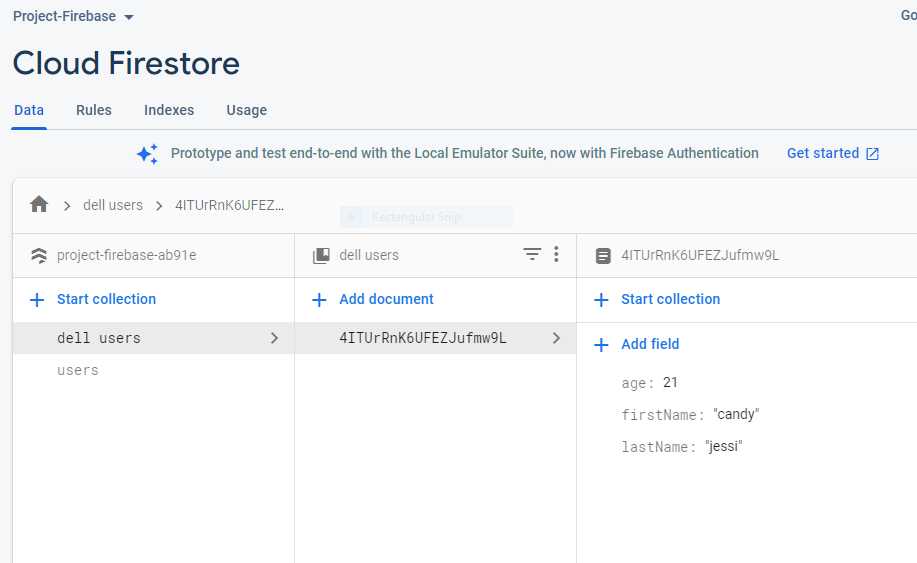 Project-Firebase
Go
Cloud Firestore
Data Rules Indexes Usage
Prototype and test end-to-end with the Local Emulator Suite, now with Firebase Authentication Get started
dell users 4ITUrRnK6UFEZ...
Rectangular Snip
project-firebase-ab91e dell users 4ITUrRnK6UFEZJufmw9L
Start collection Add document Start collection
dell users 4ITUrRnK6UFEZJufmw9L Add field
users
age: 21
firstName: "candy"
lastName: "jessi"